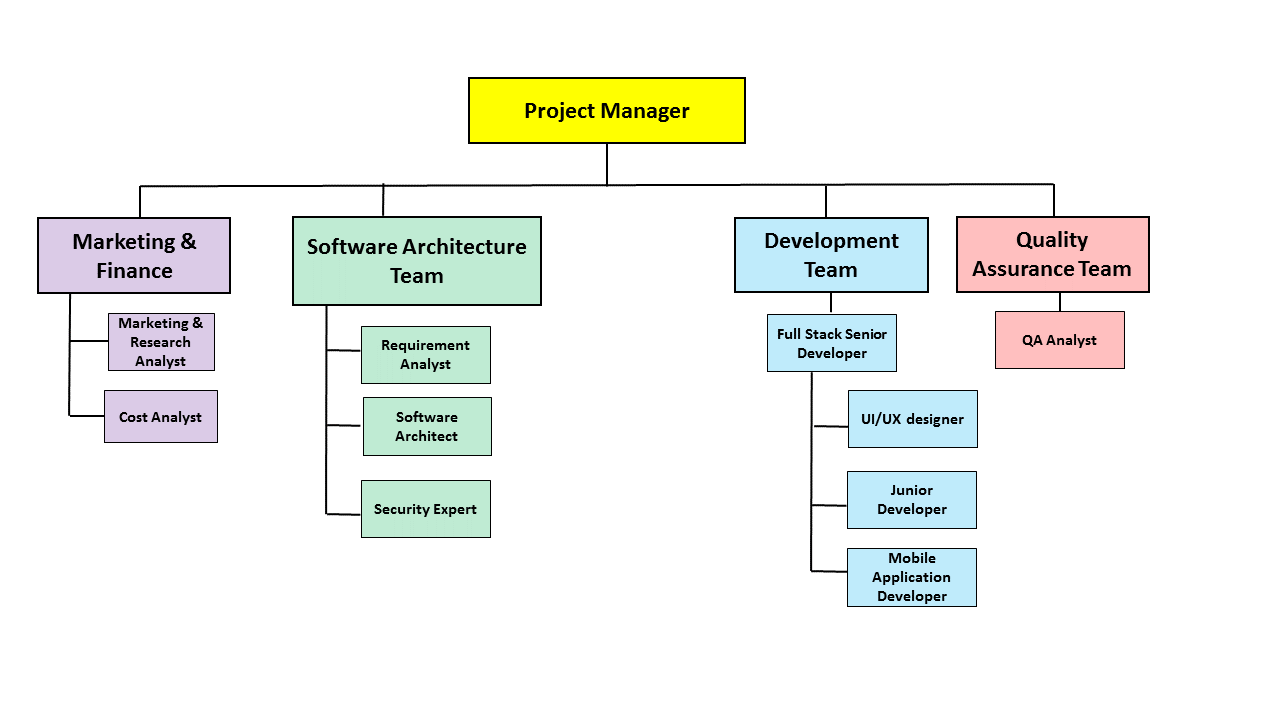 Project Manager
Marketing &
Finance
Software Architecture
Team
Development
Team
Quality
Assurance Team
Marketing &
Research
Analyst
Cost Analyst
Requirement
Analyst
Software
Architect
Security Expert
Full Stack Senior
Developer
UI/UX designer
Junior
Developer
Mobile
Application
Developer
QA Analyst